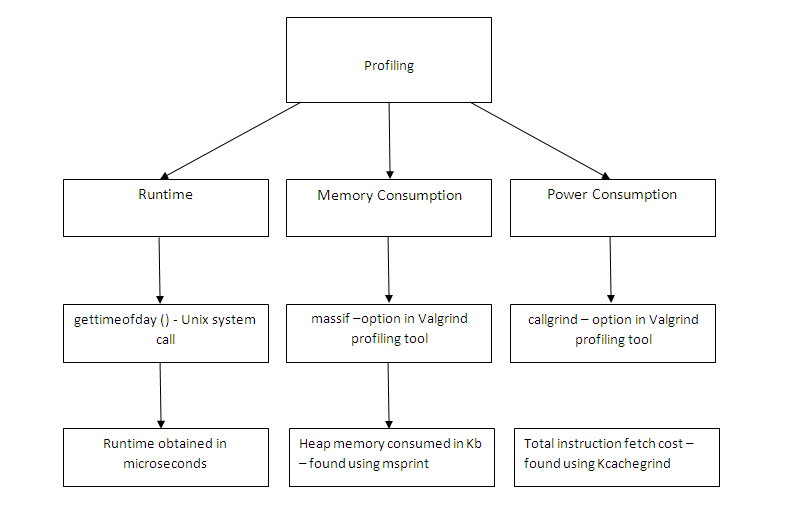 Profiling
Runtime
Memory Consumption
Power Consumption
gettimeofday () - Unix system
call
massif –option in Valgrind
profiling tool
callgrind – option in Valgrind
profiling tool
Runtime obtained in
microseconds
Heap memory consumed in Kb
– found using msprint
Total instruction fetch cost –
found using Kcachegrind